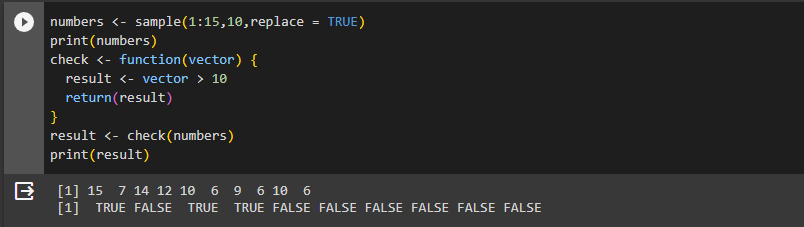 numbers <- sample(1:15,10,replace = TRUE)
print(numbers)
check <- function(vector) {
  result <- vector > 10
  return(result)
}
result <- check(numbers)
print(result)
[1] 15  7 14 12 10  6  9  6 10  6
[1]  TRUE FALSE  TRUE  TRUE FALSE FALSE FALSE FALSE FALSE FALSE